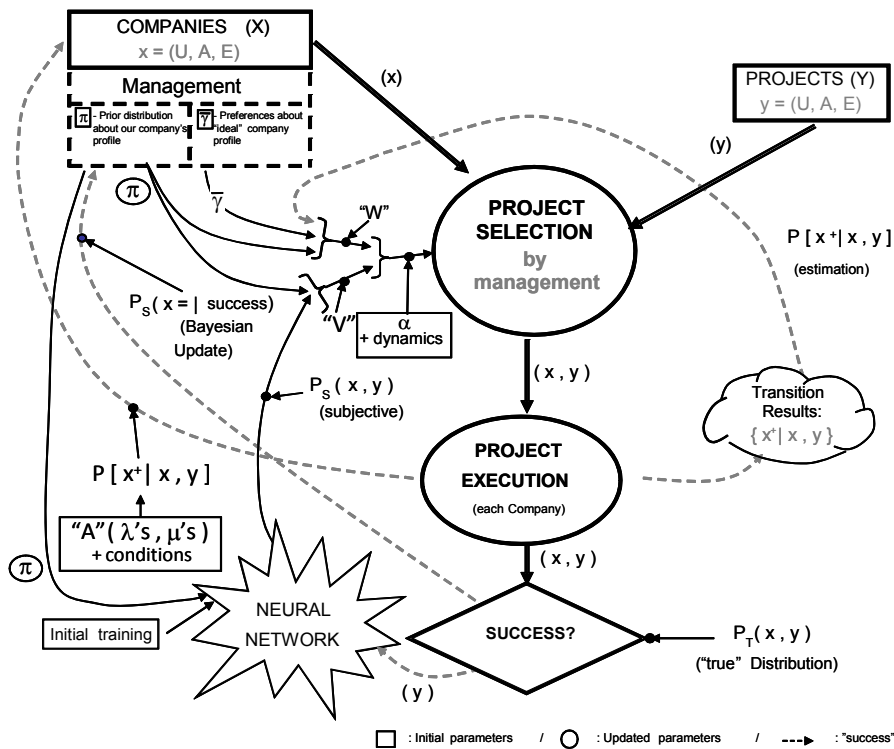 COMPANIES (X)
x = (U, A, E)
Management
π - Prior distribution
about our company's
profile
γ̅ - Preferences about
"ideal" company
profile
(x)
PROJECTS (Y)
y = (U, A, E)
(y)
π
γ̅
"W"
"V"
α
+ dynamics
PROJECT
SELECTION
by
management
P [ x⁺ | x , y ]
(estimation)
P_S ( x = | success)
(Bayesian
Update)
P_S ( x , y )
(subjective)
( x , y )
Transition
Results:
{ x⁺ | x , y }
PROJECT
EXECUTION
(each Company)
P [ x⁺ | x , y ]
"A" ( λ's , μ's )
+ conditions
π
( x , y )
Initial training
NEURAL
NETWORK
SUCCESS?
P_T ( x , y )
("true" Distribution)
( y )
: Initial parameters / : Updated parameters / : "success"